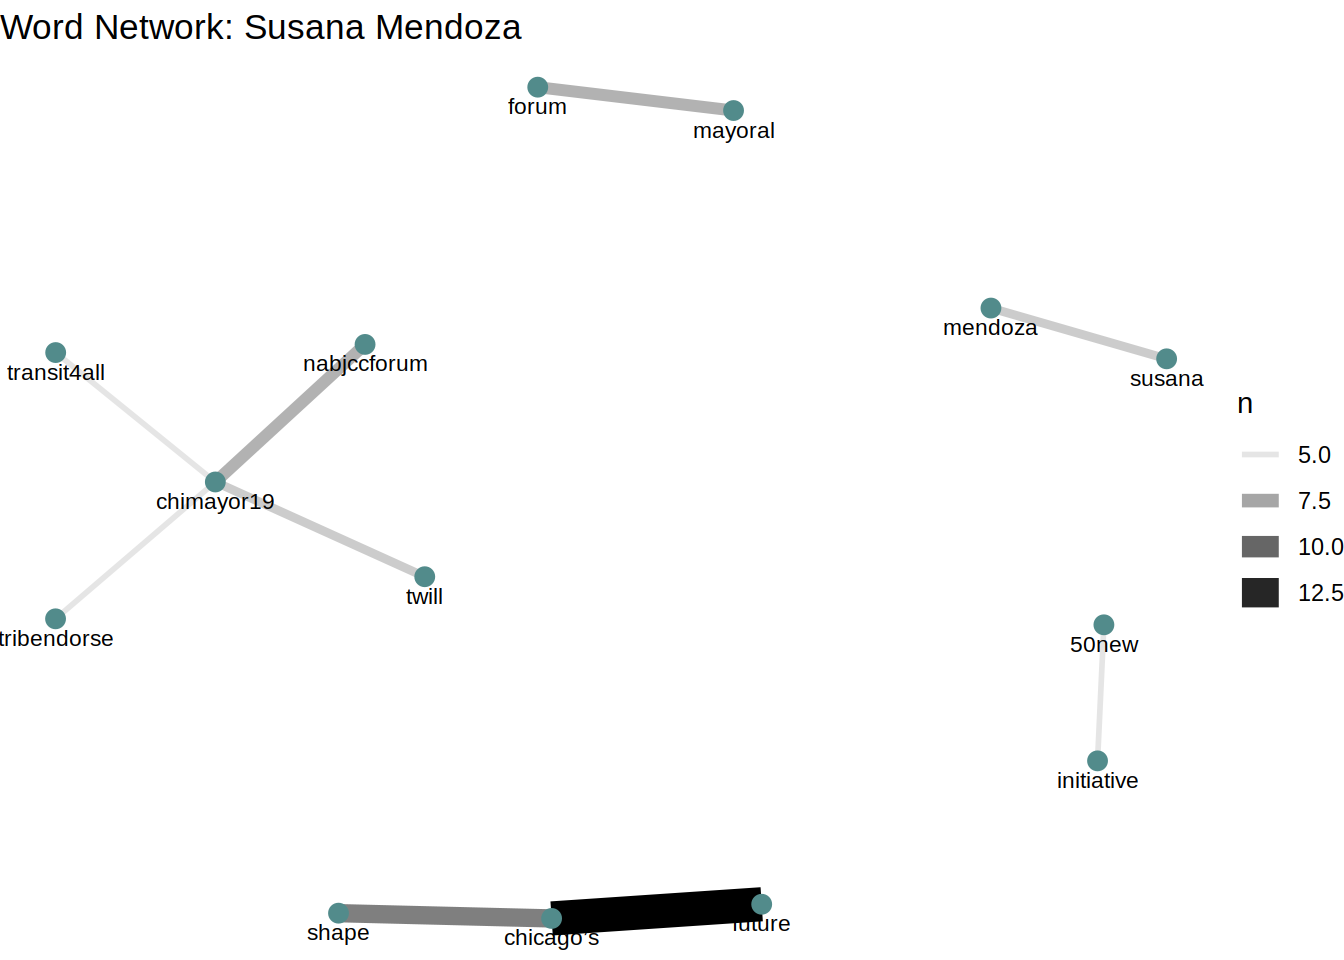 Word Network: Susana Mendoza
forum
mayoral
mendoza
susana
transit4all
nabjccforum
chimayor19
twill
tribendorse
50new
initiative
shape
chicago's
future
n
5.0
7.5
10.0
12.5